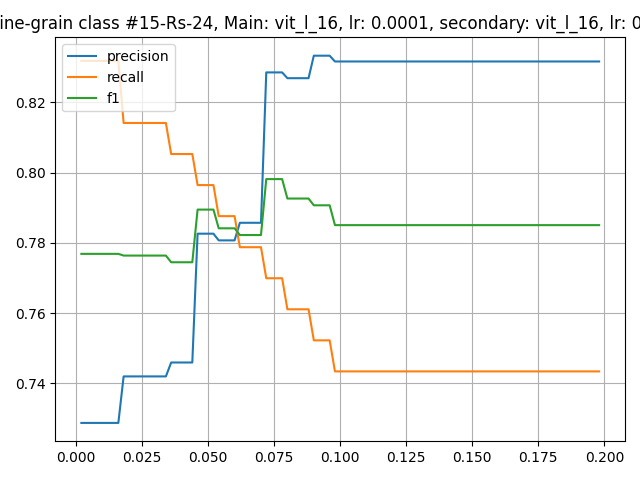 ine-grain class #15-Rs-24, Main: vit_l_16, lr: 0.0001, secondary: vit_l_16, lr: 0
precision
recall
f1
0.82
0.80
0.78
0.76
0.74
0.000 0.025 0.050 0.075 0.100 0.125 0.150 0.175 0.200